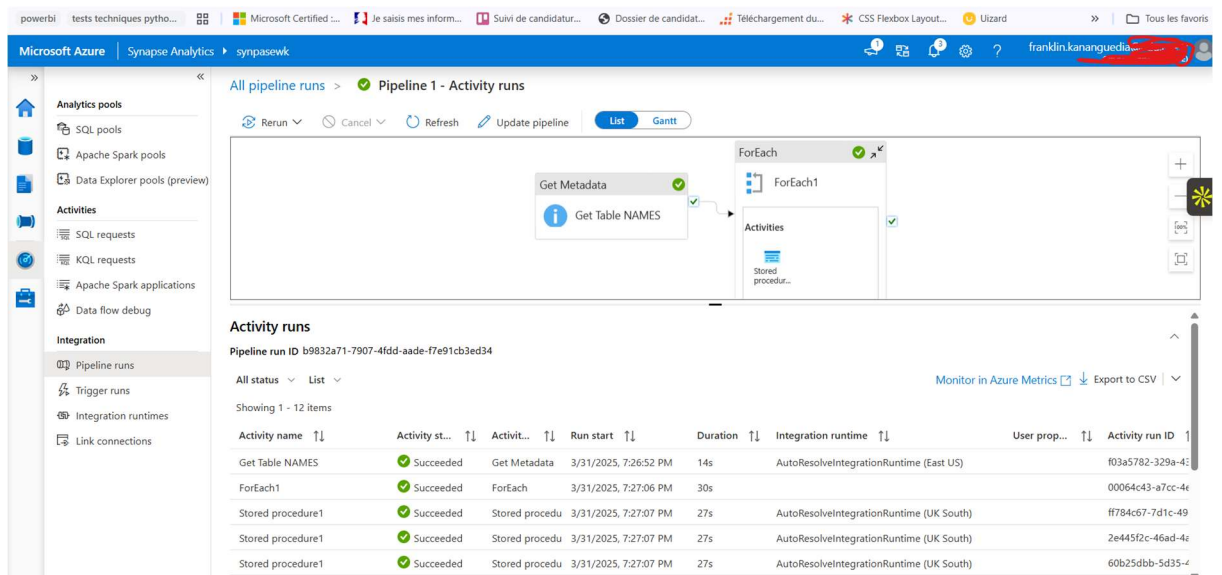 powerbi tests techniques pytho... Microsoft Certified :... Je saisis mes inform... Suivi de candidatur... Dossier de candidat... Téléchargement du... CSS Flexbox Layout... Uizard » Tous les favoris
Microsoft Azure Synapse Analytics synpasewk 1 3 ? franklin.kananguedia
» «
All pipeline runs > Pipeline 1 - Activity runs
Analytics pools
SQL pools
Apache Spark pools
Data Explorer pools (preview)
Activities
SQL requests
KQL requests
Apache Spark applications
Data flow debug
Integration
Pipeline runs
Trigger runs
Integration runtimes
Link connections
Rerun Cancel Refresh Update pipeline List Gantt
Get Metadata
Get Table NAMES
ForEach
ForEach1
Activities
Stored
procedur...
100%
Activity runs
Pipeline run ID b9832a71-7907-4fdd-aade-f7e91cb3ed34
All status List Monitor in Azure Metrics Export to CSV
Showing 1 - 12 items
Activity name Activity st... Activit... Run start Duration Integration runtime User prop... Activity run ID
Get Table NAMES Succeeded Get Metadata 3/31/2025, 7:26:52 PM 14s AutoResolveIntegrationRuntime (East US) f03a5782-329a-43
ForEach1 Succeeded ForEach 3/31/2025, 7:27:06 PM 30s 00064c43-a7cc-4e
Stored procedure1 Succeeded Stored procedu 3/31/2025, 7:27:07 PM 27s AutoResolveIntegrationRuntime (UK South) ff784c67-7d1c-49
Stored procedure1 Succeeded Stored procedu 3/31/2025, 7:27:07 PM 27s AutoResolveIntegrationRuntime (UK South) 2e445f2c-46ad-4a
Stored procedure1 Succeeded Stored procedu 3/31/2025, 7:27:07 PM 27s AutoResolveIntegrationRuntime (UK South) 60b25dbb-5d35-4